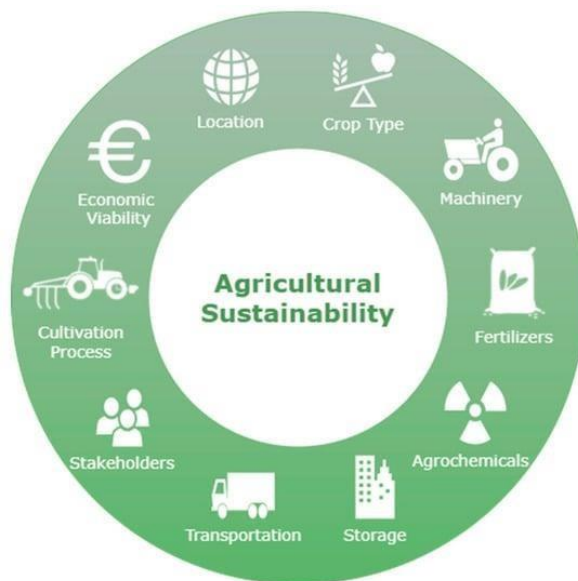 Agricultural
Sustainability
Location
Crop Type
Machinery
Fertilizers
Agrochemicals
Storage
Transportation
Stakeholders
Cultivation
Process
€
Economic
Viability